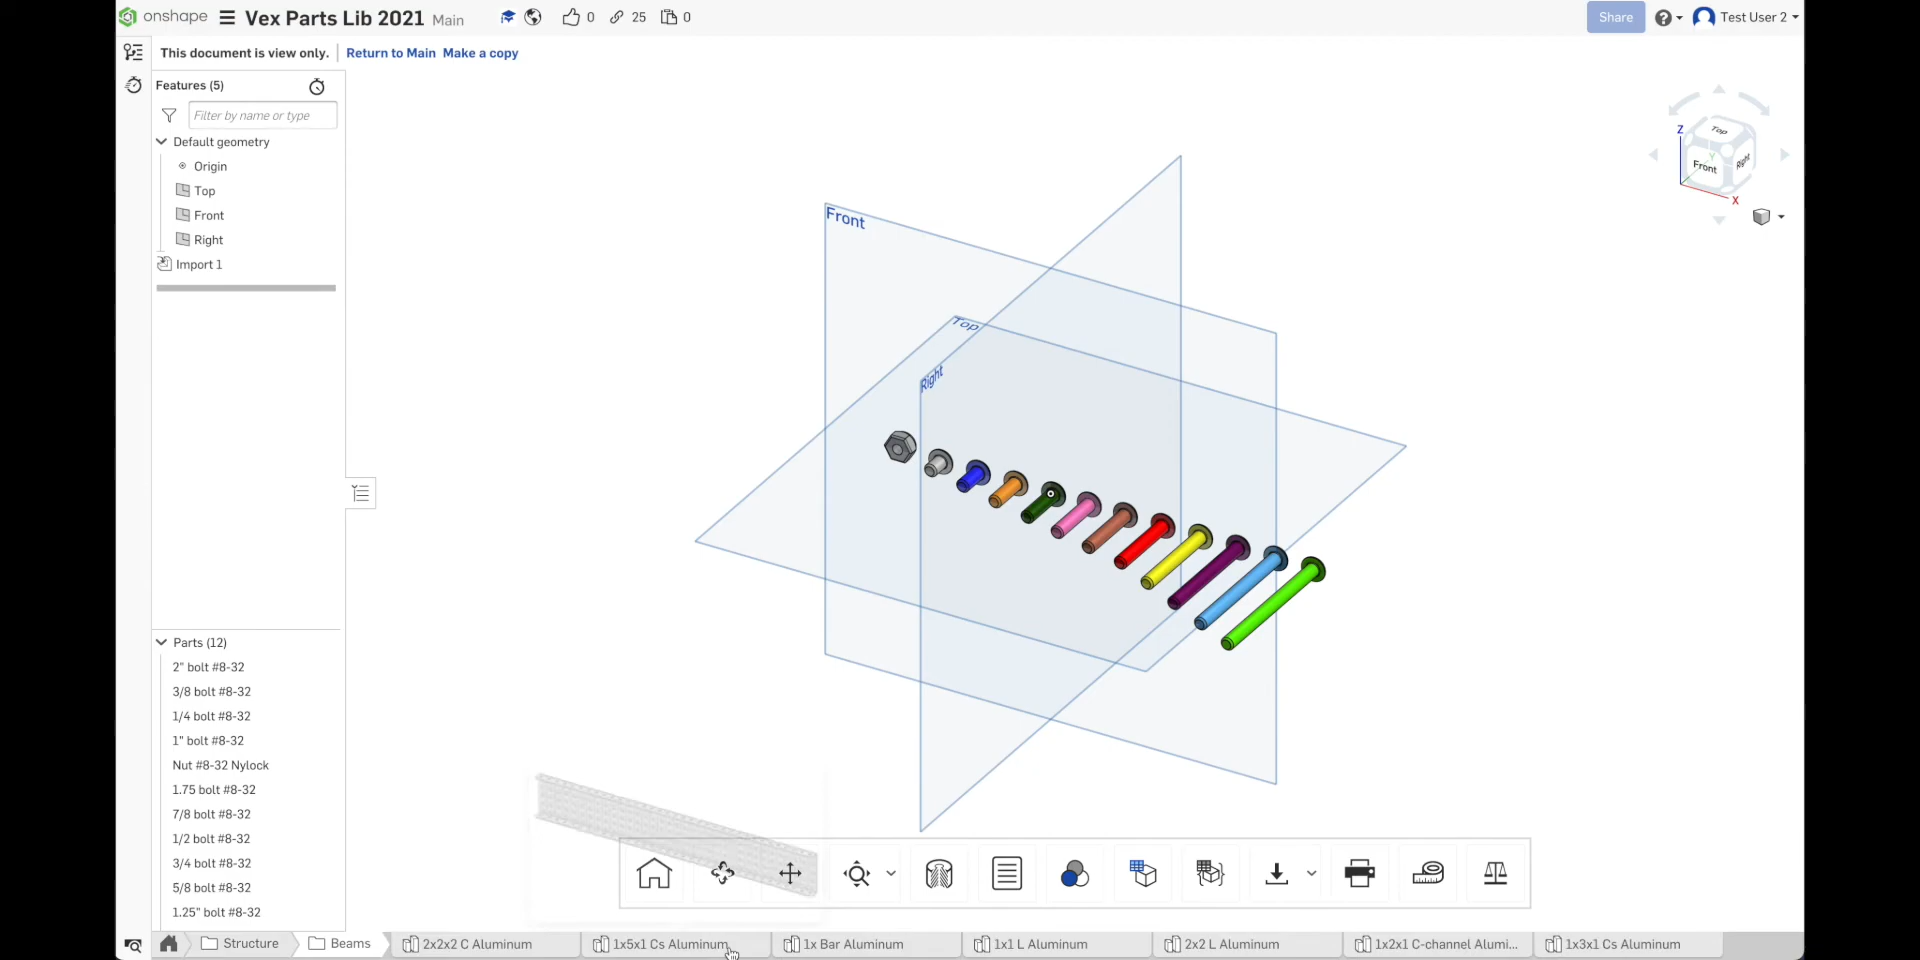 onshape Vex Parts Lib 2021 Main 0 25 0 Share Test User 2
This document is view only. Return to Main Make a copy
Features (5)
Filter by name or type
Default geometry
Origin
Top
Front
Right
Import 1
Front
Top
Right
Top
Front
Right
Z
Y
X
Parts (12)
2" bolt #8-32
3/8 bolt #8-32
1/4 bolt #8-32
1" bolt #8-32
Nut #8-32 Nylock
1.75 bolt #8-32
7/8 bolt #8-32
1/2 bolt #8-32
3/4 bolt #8-32
5/8 bolt #8-32
1.25" bolt #8-32
Structure Beams 2x2x2 C Aluminum 1x5x1 Cs Aluminum 1x Bar Aluminum 1x1 L Aluminum 2x2 L Aluminum 1x2x1 C-channel Alumi... 1x3x1 Cs Aluminum